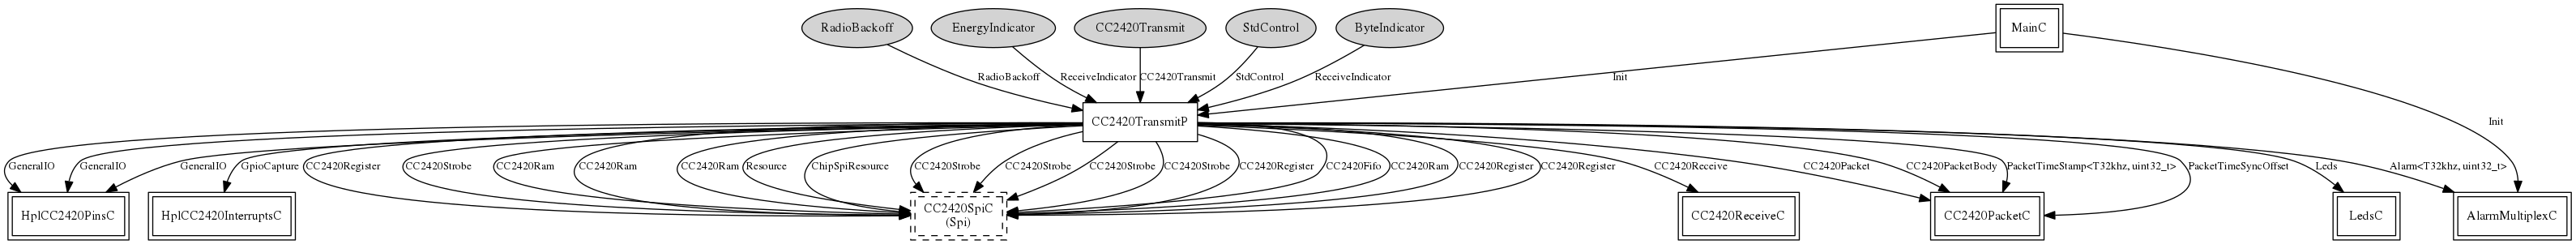 RadioBackoff
EnergyIndicator
CC2420Transmit
StdControl
ByteIndicator
MainC
RadioBackoff
ReceiveIndicator
CC2420Transmit
StdControl
ReceiveIndicator
Init
CC2420TransmitP
Init
GeneralIO
GeneralIO
GeneralIO
GpioCapture
CC2420Register
CC2420Strobe
CC2420Ram
CC2420Ram
CC2420Ram
Resource
ChipSpiResource
CC2420Strobe
CC2420Strobe
CC2420Strobe
CC2420Strobe
CC2420Register
CC2420Fifo
CC2420Ram
CC2420Register
CC2420Register
CC2420Receive
CC2420Packet
CC2420PacketBody
PacketTimeStamp<T32khz, uint32_t>
PacketTimeSyncOffset
Leds
Alarm<T32khz, uint32_t>
HplCC2420PinsC
HplCC2420InterruptsC
CC2420SpiC
(Spi)
CC2420ReceiveC
CC2420PacketC
LedsC
AlarmMultiplexC